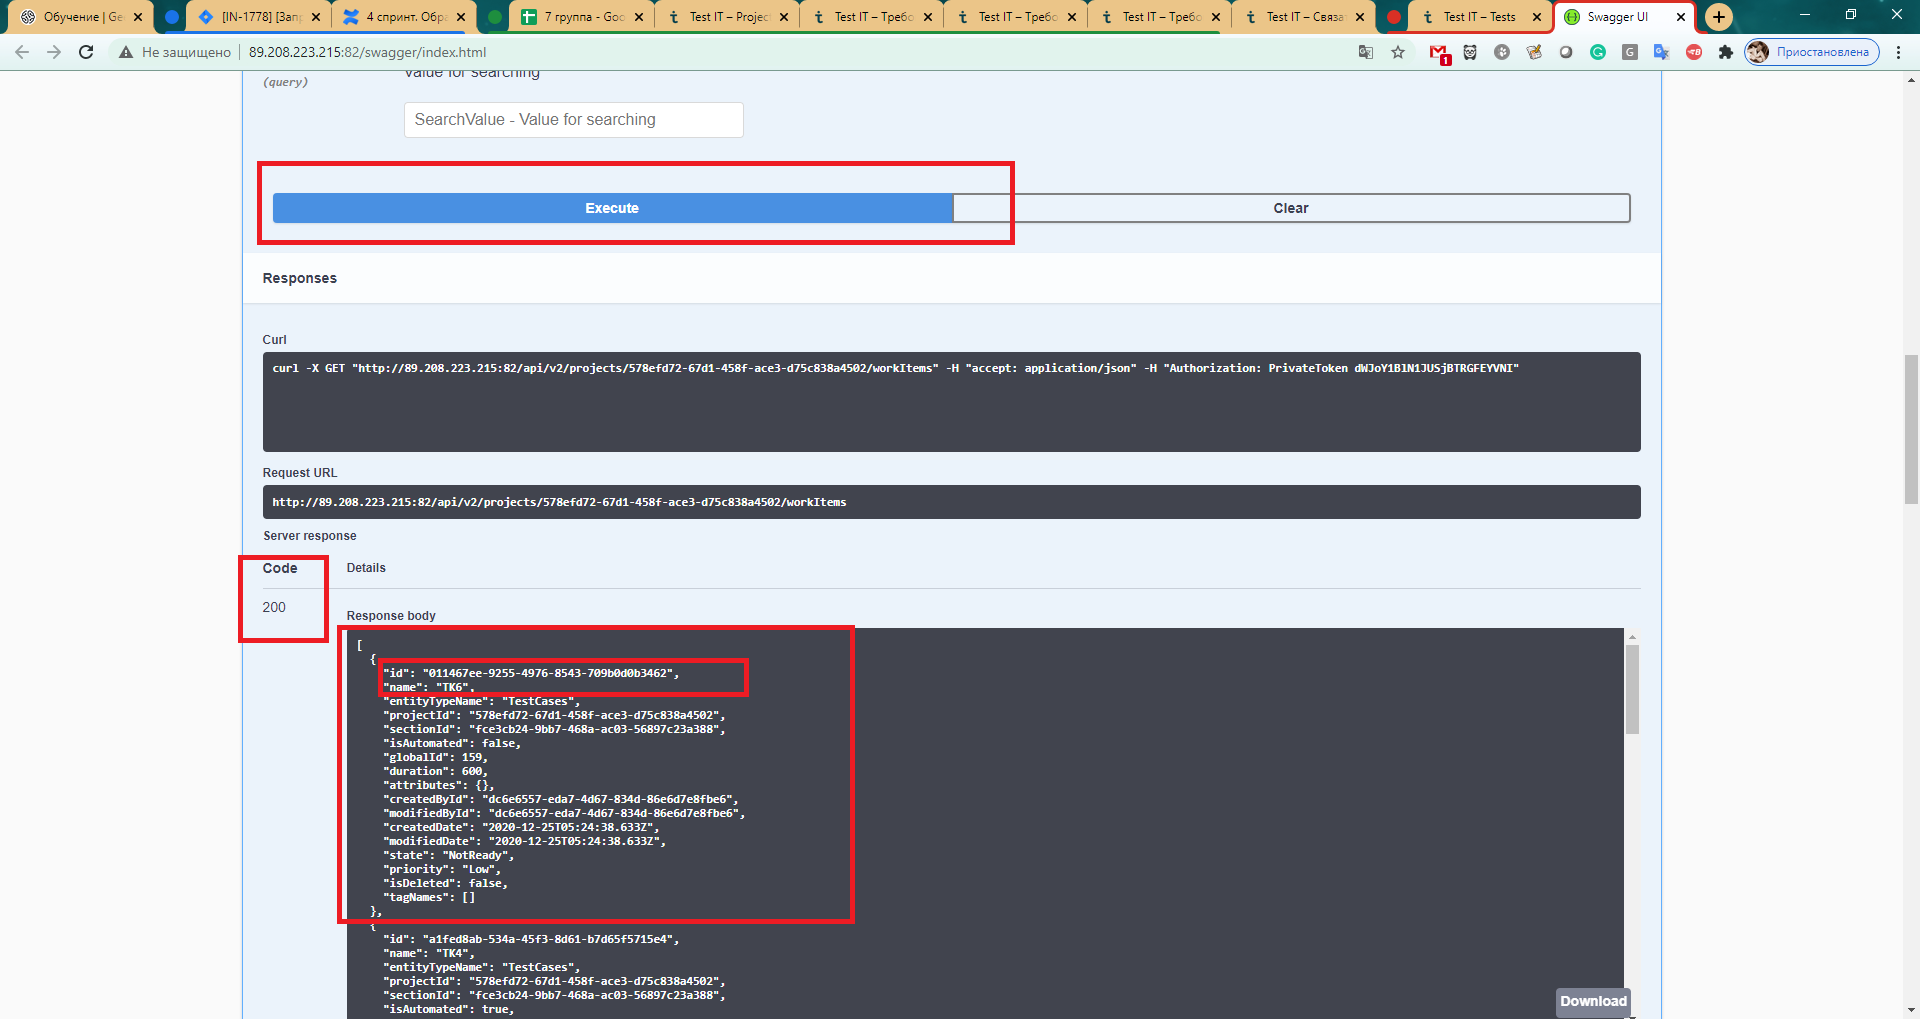 Обучение | Ge
[IN-1778] [Запр
4 спринт. Обра
7 группа - Goo
Test IT – Projec
Test IT – Требо
Test IT – Требо
Test IT – Требо
Test IT – Связа
Test IT – Tests
Swagger UI
Не защищено
89.208.223.215:82/swagger/index.html
1
Приостановлена
Value for searching
(query)
SearchValue - Value for searching
Execute
Clear
Responses
Curl
curl -X GET "http://89.208.223.215:82/api/v2/projects/578efd72-67d1-458f-ace3-d75c838a4502/workItems" -H "accept: application/json" -H "Authorization: PrivateToken dWJoY1BlN1JUSjBTRGFEYVNI"
Request URL
http://89.208.223.215:82/api/v2/projects/578efd72-67d1-458f-ace3-d75c838a4502/workItems
Server response
Code
Details
200
Response body
[
{
"id": "011467ee-9255-4976-8543-709b0d0b3462",
"name": "TK6",
"entityTypeName": "TestCases",
"projectId": "578efd72-67d1-458f-ace3-d75c838a4502",
"sectionId": "fce3cb24-9bb7-468a-ac03-56897c23a388",
"isAutomated": false,
"globalId": 159,
"duration": 600,
"attributes": {},
"createdById": "dc6e6557-eda7-4d67-834d-86e6d7e8fbe6",
"modifiedById": "dc6e6557-eda7-4d67-834d-86e6d7e8fbe6",
"createdDate": "2020-12-25T05:24:38.633Z",
"modifiedDate": "2020-12-25T05:24:38.633Z",
"state": "NotReady",
"priority": "Low",
"isDeleted": false,
"tagNames": []
},
{
"id": "a1fed8ab-534a-45f3-8d61-b7d65f5715e4",
"name": "TK4",
"entityTypeName": "TestCases",
"projectId": "578efd72-67d1-458f-ace3-d75c838a4502",
"sectionId": "fce3cb24-9bb7-468a-ac03-56897c23a388",
"isAutomated": true,
Download